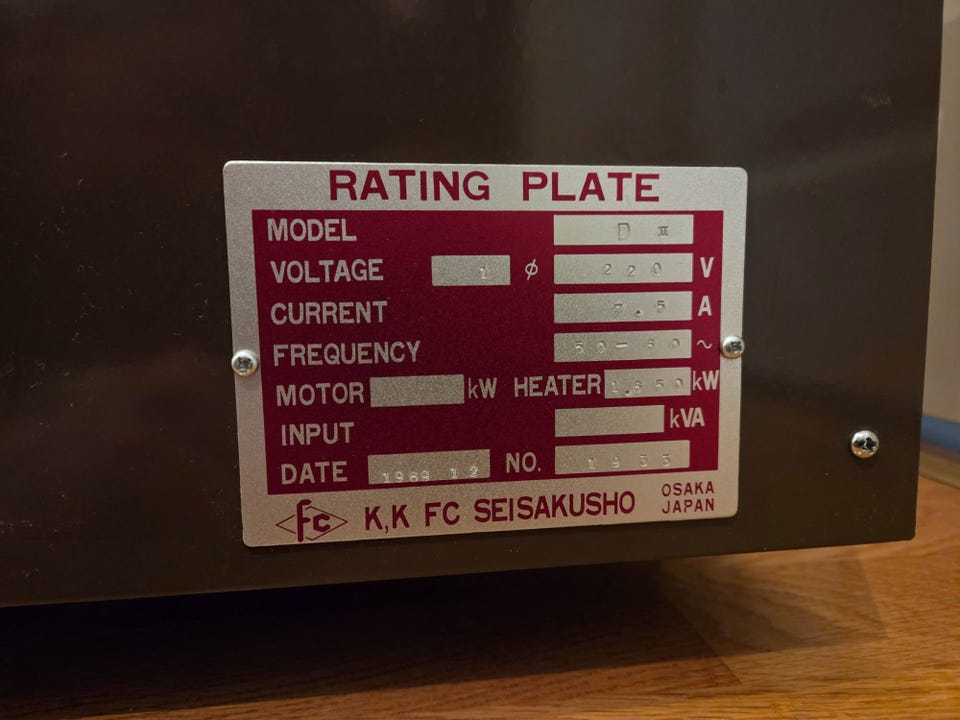 RATING PLATE
MODEL D II
VOLTAGE 1 ø 220 V
CURRENT 7.5 A
FREQUENCY 50-60 ~
MOTOR kW HEATER 1.650 kW
INPUT kVA
DATE 1969 12 NO. 1933
FC K,K FC SEISAKUSHO OSAKA JAPAN